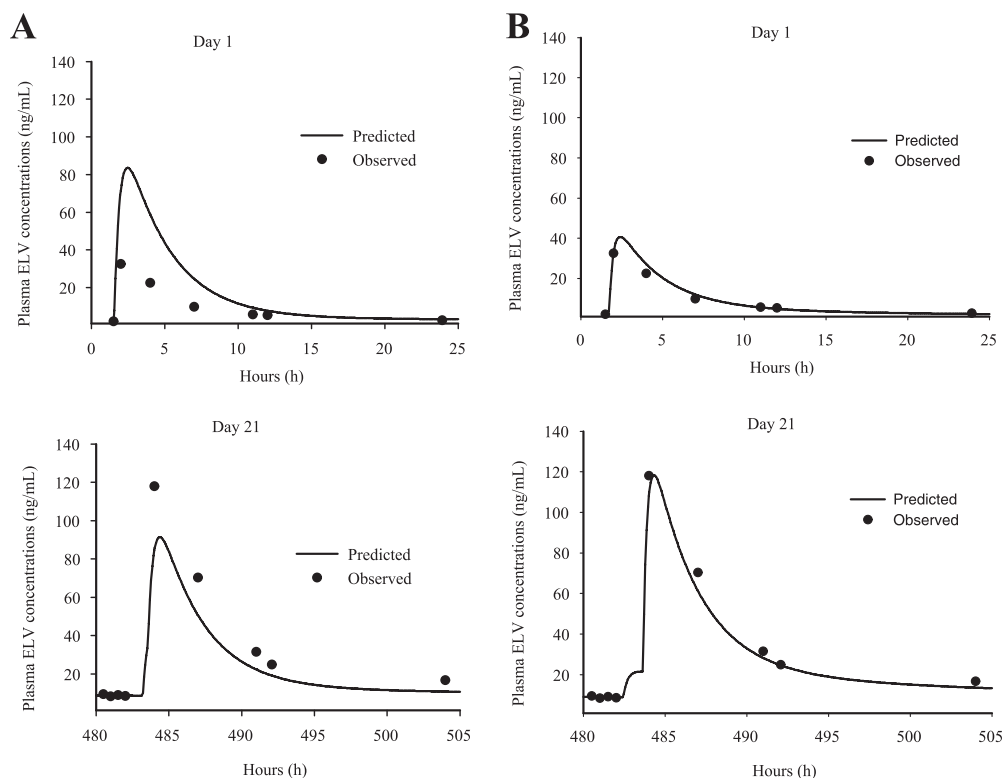 A
Day 1
Plasma ELV concentrations (ng/mL)
140
120
100
80
60
40
20
Predicted
Observed
0 5 10 15 20 25
Hours (h)
B
Day 1
Plasma ELV concentrations (ng/mL)
140
120
100
80
60
40
20
Predicted
Observed
0 5 10 15 20 25
Hours (h)
Day 21
Plasma ELV concentrations (ng/mL)
140
120
100
80
60
40
20
Predicted
Observed
480 485 490 495 500 505
Hours (h)
Day 21
Plasma ELV concentrations (ng/mL)
140
120
100
80
60
40
20
Predicted
Observed
480 485 490 495 500 505
Hours (h)